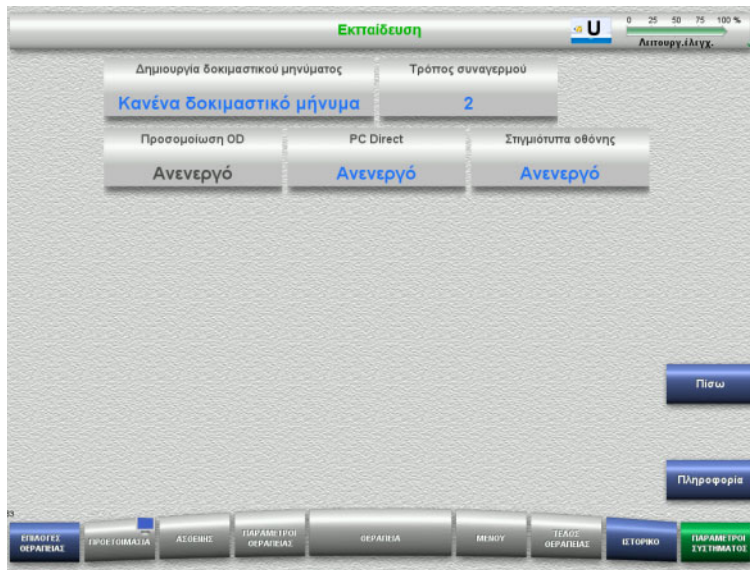 Εκπαίδευση
U
0 25 50 75 100 %
Λειτουργ.έλεγχ.
Δημιουργία δοκιμαστικού μηνύματος
Τρόπος συναγερμού
Κανένα δοκιμαστικό μήνυμα
2
Προσομοίωση OD
PC Direct
Στιγμιότυπα οθόνης
Ανενεργό
Ανενεργό
Ανενεργό
Πίσω
Πληροφορία
ΕΠΙΛΟΓΕΣ ΘΕΡΑΠΕΙΑΣ
ΠΡΟΕΤΟΙΜΑΣΙΑ
ΑΣΘΕΝΗΣ
ΠΑΡΑΜΕΤΡΟΙ ΘΕΡΑΠΕΙΑΣ
ΘΕΡΑΠΕΙΑ
ΜΕΝΟΥ
ΤΕΛΟΣ ΘΕΡΑΠΕΙΑΣ
ΙΣΤΟΡΙΚΟ
ΠΑΡΑΜΕΤΡΟΙ ΣΥΣΤΗΜΑΤΟΣ